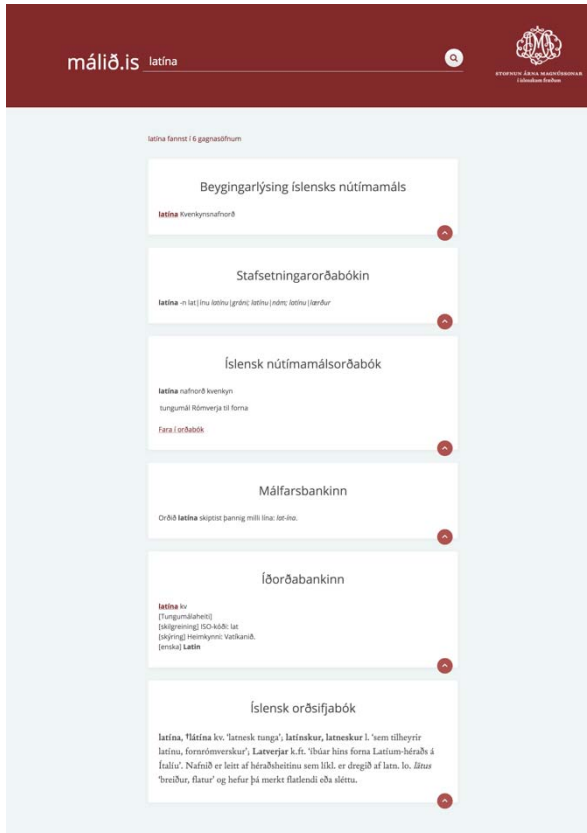 málið.is
latína
STOFNUN ÁRNA MAGNÚSSONAR
í íslenskum fræðum
latína fannst í 6 gagnasöfnum
Beygingarlýsing íslensks nútímamáls
latína Kvenkynsnafnorð
Stafsetningarorðabókin
latína -n lat|ínu latínu|gráni; latínu|nám; latínu|lærður
Íslensk nútímamálsorðabók
latína nafnorð kvenkyn
tungumál Rómverja til forna
Fara í orðabók
Málfarsbankinn
Orðið latína skiptist þannig milli lína: lat-ína.
Íðorðabankinn
latína kv
[Tungumálaheiti]
[skilgreining] ISO-kóði: lat
[skýring] Heimkynni: Vatíkanið.
[enska] Latin
Íslensk orðsifjabók
latína, †látína kv. ‘latnesk tunga’; latínskur, latneskur l. ‘sem tilheyrir
latínu, fornrómverskur’; Latverjar k.ft. ‘íbúar hins forna Latíum-héraðs á
Ítalíu’. Nafnið er leitt af héraðsheitinu sem líkl. er dregið af latn. lo. lātus
‘breiður, flatur’ og hefur þá merkt flatlendi eða sléttu.